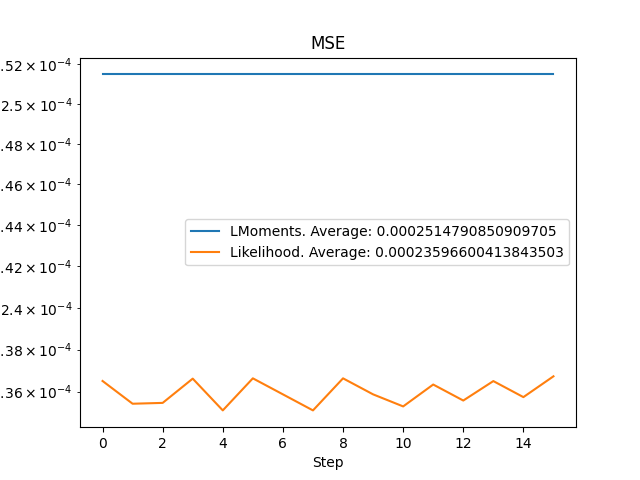 MSE
.52 × 10⁻⁴
2.5 × 10⁻⁴
.48 × 10⁻⁴
.46 × 10⁻⁴
.44 × 10⁻⁴
.42 × 10⁻⁴
2.4 × 10⁻⁴
.38 × 10⁻⁴
.36 × 10⁻⁴
LMoments. Average: 0.0002514790850909705
Likelihood. Average: 0.00023596600413843503
0 2 4 6 8 10 12 14
Step